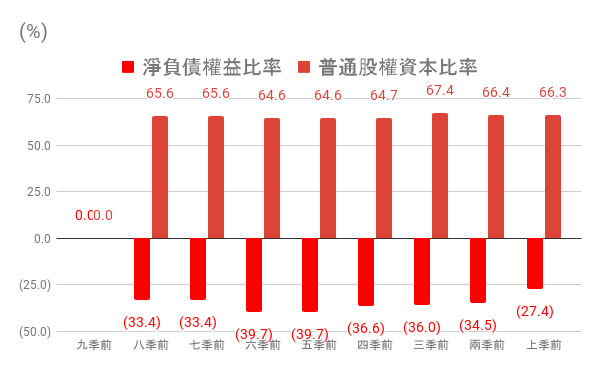 (%)
淨負債權益比率 普通股權資本比率
75.0
50.0
25.0
0.0
(25.0)
(50.0)
0.0 0.0
65.6 65.6 64.6 64.6 64.7 67.4 66.4 66.3
(33.4) (33.4) (39.7) (39.7) (36.6) (36.0) (34.5) (27.4)
九季前 八季前 七季前 六季前 五季前 四季前 三季前 兩季前 上季前